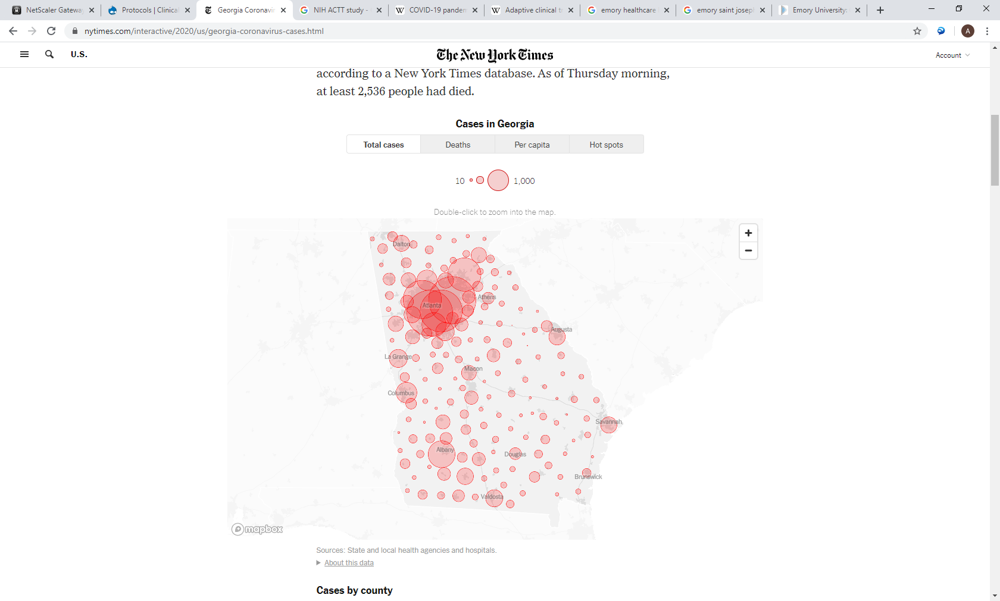 NetScaler Gateway
Protocols | Clinical
Georgia Coronavir
NIH ACTT study -
COVID-19 pandem
Adaptive clinical t
emory healthcare
emory saint josep
Emory University:
nytimes.com/interactive/2020/us/georgia-coronavirus-cases.html
A
U.S.
The New York Times
Account
according to a New York Times database. As of Thursday morning,
at least 2,536 people had died.
Cases in Georgia
Total cases
Deaths
Per capita
Hot spots
10
1,000
Double-click to zoom into the map.
Dalton
Athens
Atlanta
Augusta
La Grange
Macon
Columbus
Savannah
Albany
Douglas
Brunswick
Valdosta
mapbox
Sources: State and local health agencies and hospitals.
About this data
Cases by county